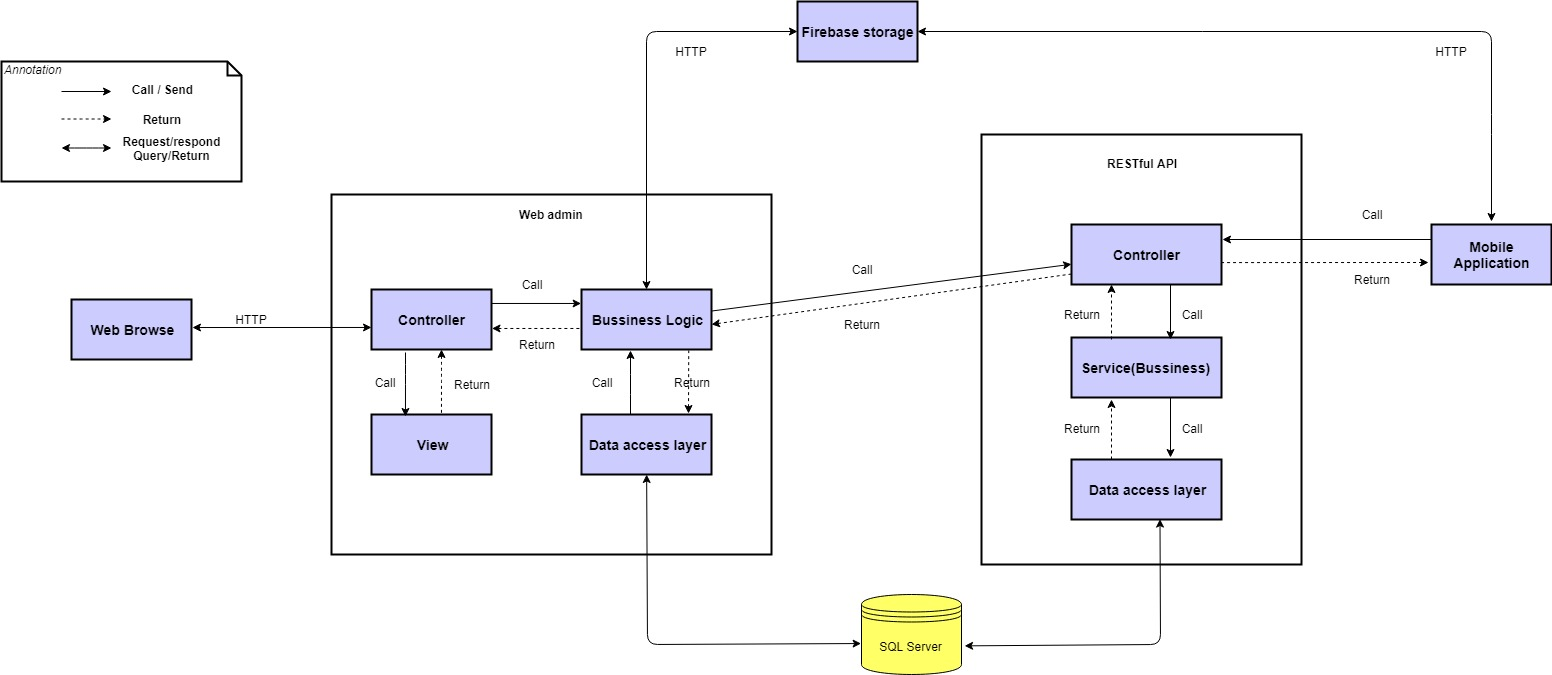 Firebase storage
HTTP
HTTP
Annotation
Call / Send
Return
Request/respond
Query/Return
RESTful API
Web admin
Call
Controller
Mobile
Application
Call
Return
Call
Controller
Bussiness Logic
Web Browse
HTTP
Return
Return
Return
Call
Service(Bussiness)
Call
Return
Call
Return
Return
Call
View
Data access layer
Data access layer
SQL Server